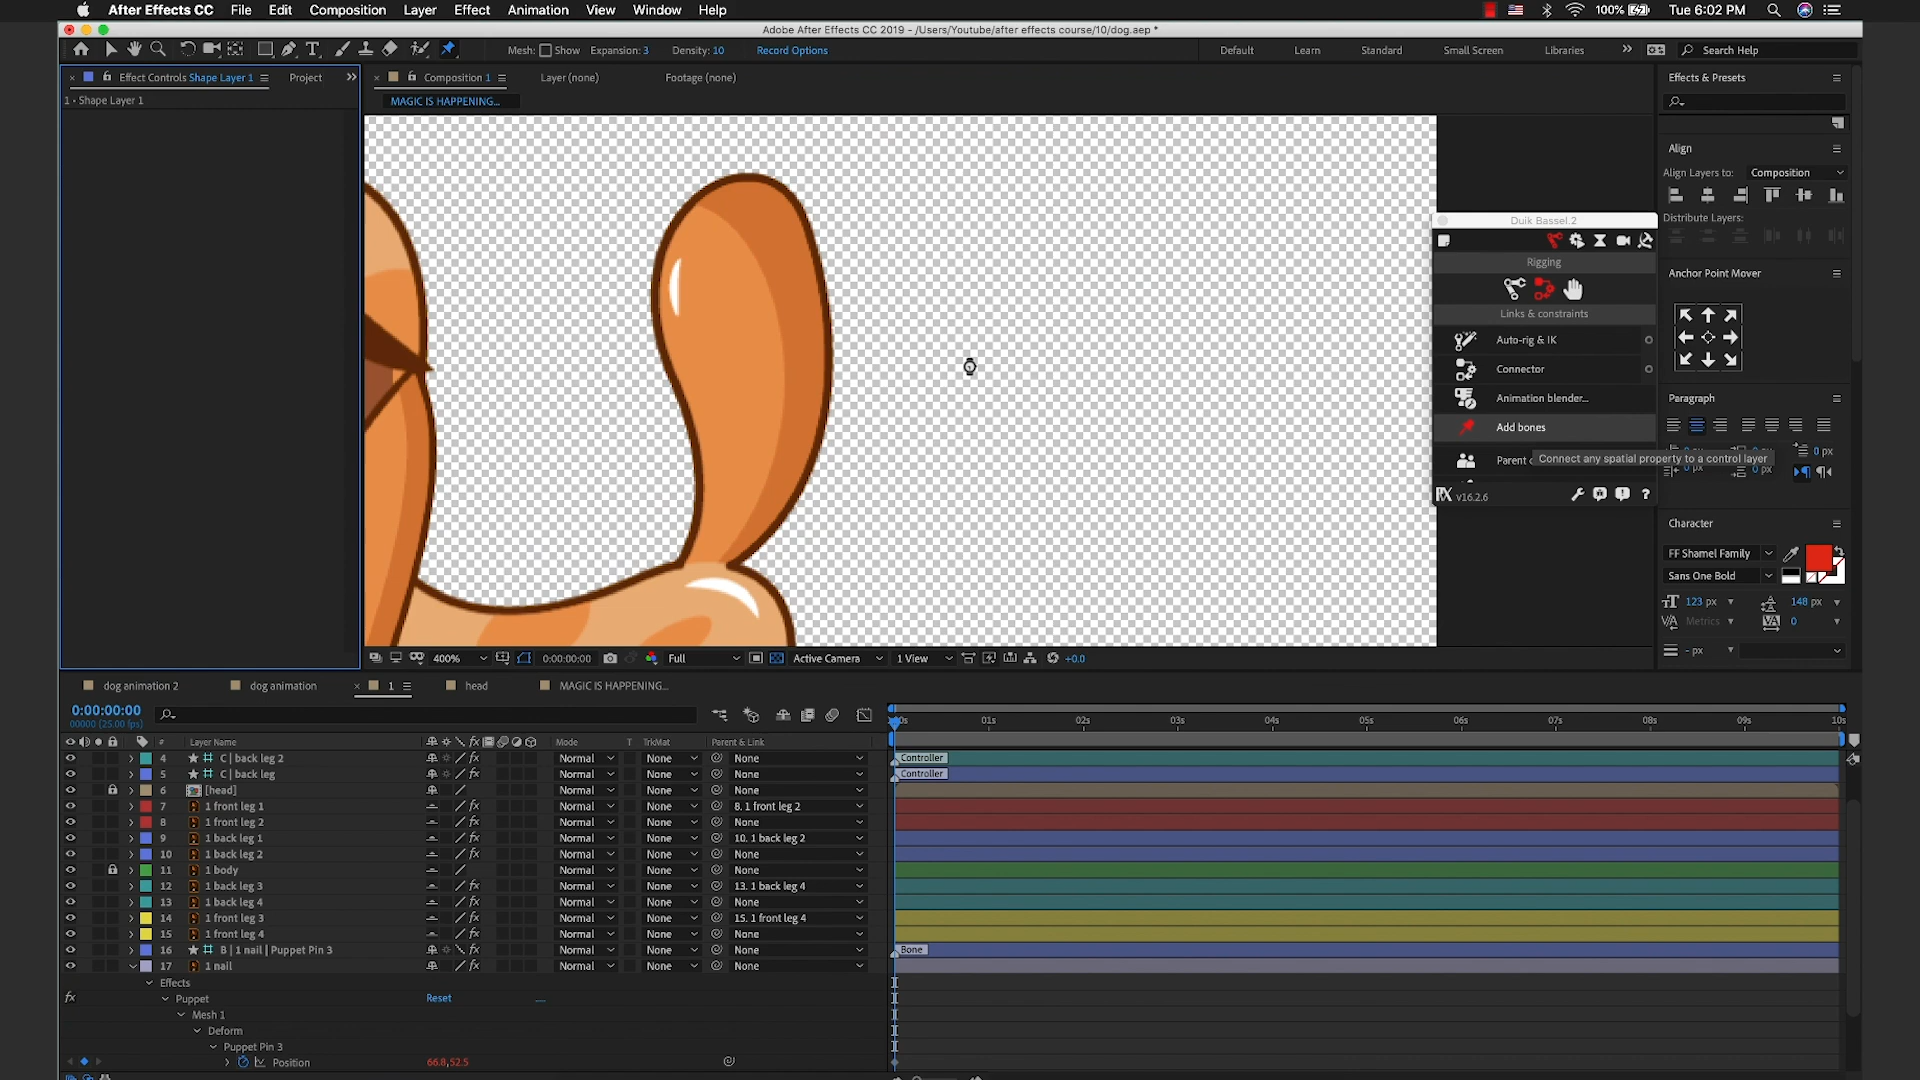 After Effects CC File Edit Composition Layer Effect Animation View Window Help 100% Tue 6:02 PM
Adobe After Effects CC 2019 - /Users/Youtube/after effects course/10/dog.aep *
Mesh: Show Expansion: 3 Density: 10 Record Options Default Learn Standard Small Screen Libraries Search Help
Effect Controls Shape Layer 1 Project Composition 1 Layer (none) Footage (none) Effects & Presets
1 • Shape Layer 1 MAGIC IS HAPPENING...
Align
Align Layers to: Composition
Distribute Layers:
Duik Bassel.2
Rigging
Anchor Point Mover
Links & constraints
Auto-rig & IK
Connector
Animation blender...
Paragraph
Add bones
0 px
Parent
Connect any spatial property to a control layer
0 px 0 px
v16.2.6 ?
Character
FF Shamel Family
Sans One Bold
123 px 148 px
Metrics 0
- px
400% 0:00:00:00 Full Active Camera 1 View +0.0
dog animation 2 dog animation 1 head MAGIC IS HAPPENING...
0:00:00:00
00000 (25.00 fps)
0s 01s 02s 03s 04s 05s 06s 07s 08s 09s 10s
# Layer Name Mode T TrkMat Parent & Link
4 C | back leg 2 Normal None None Controller
5 C | back leg Normal None None Controller
6 [head] Normal None None
7 1 front leg 1 Normal None 8. 1 front leg 2
8 1 front leg 2 Normal None None
9 1 back leg 1 Normal None 10. 1 back leg 2
10 1 back leg 2 Normal None None
11 1 body Normal None None
12 1 back leg 3 Normal None 13. 1 back leg 4
13 1 back leg 4 Normal None None
14 1 front leg 3 Normal None 15. 1 front leg 4
15 1 front leg 4 Normal None None
16 B | 1 nail | Puppet Pin 3 Normal None None Bone
17 1 nail Normal None None
Effects
fx Puppet Reset
Mesh 1
Deform
Puppet Pin 3
Position 66.8,52.5